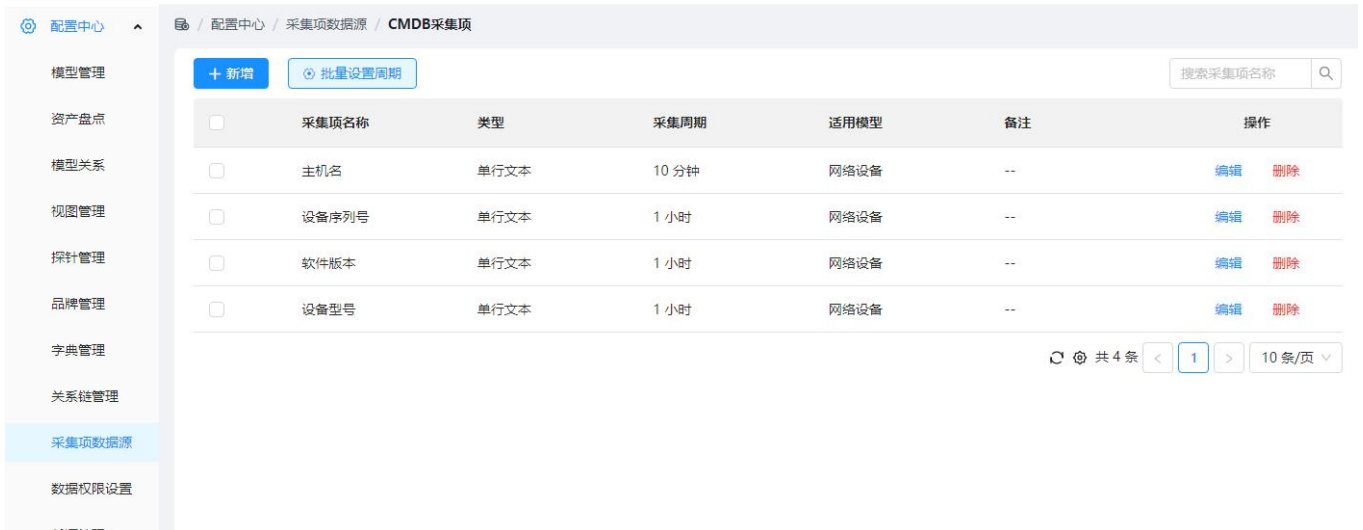 配置中心
模型管理
资产盘点
模型关系
视图管理
探针管理
品牌管理
字典管理
关系链管理
采集项数据源
数据权限设置
/ 配置中心 / 采集项数据源 / CMDB采集项
+ 新增 批量设置周期 搜索采集项名称
采集项名称 类型 采集周期 适用模型 备注 操作
主机名 单行文本 10 分钟 网络设备 -- 编辑 删除
设备序列号 单行文本 1 小时 网络设备 -- 编辑 删除
软件版本 单行文本 1 小时 网络设备 -- 编辑 删除
设备型号 单行文本 1 小时 网络设备 -- 编辑 删除
共 4 条 < 1 > 10 条/页